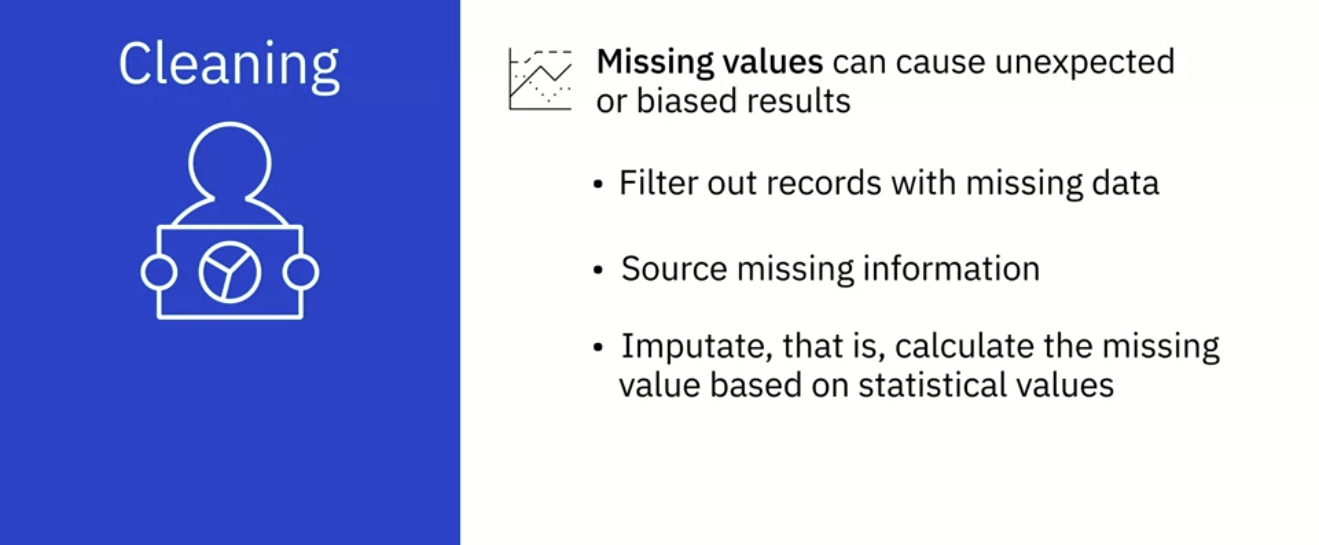 Cleaning
Missing values can cause unexpected
or biased results
• Filter out records with missing data
• Source missing information
• Imputate, that is, calculate the missing
value based on statistical values